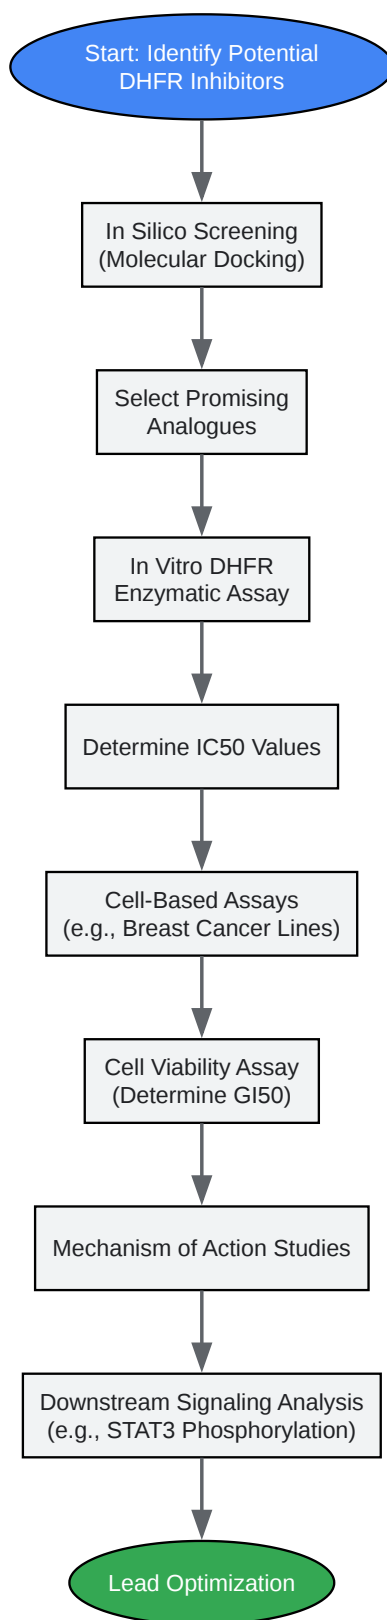 Start: Identify Potential
DHFR Inhibitors
In Silico Screening
(Molecular Docking)
Select Promising
Analogues
In Vitro DHFR
Enzymatic Assay
Determine IC50 Values
Cell-Based Assays
(e.g., Breast Cancer Lines)
Cell Viability Assay
(Determine GI50)
Mechanism of Action Studies
Downstream Signaling Analysis
(e.g., STAT3 Phosphorylation)
Lead Optimization